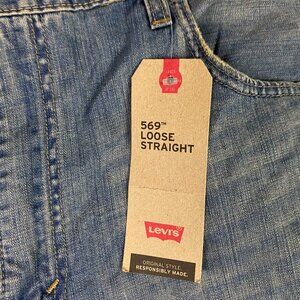 569™
LOOSE
STRAIGHT
Levi's
ORIGINAL STYLE.
RESPONSIBLY MADE.